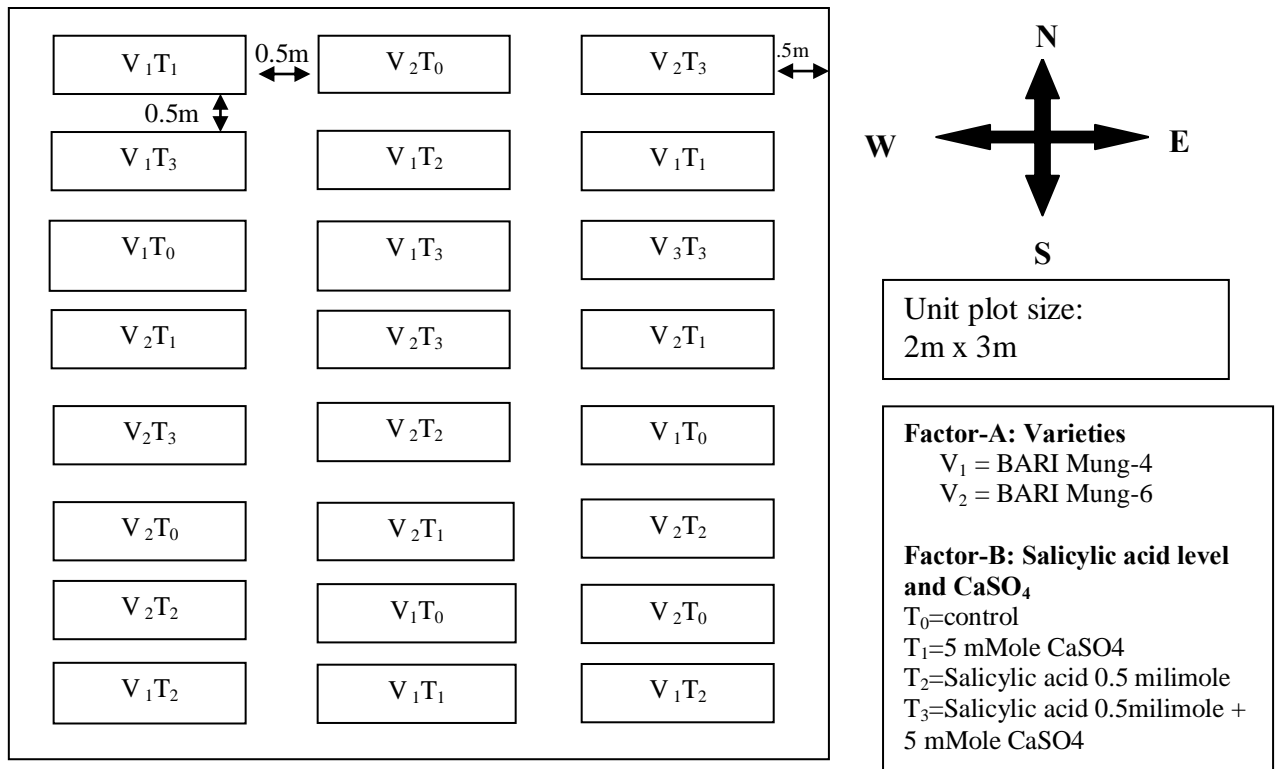 V₁T₁ 0.5m V₂T₀ V₂T₃ .5m
0.5m
V₁T₃ V₁T₂ V₁T₁
V₁T₀ V₁T₃ V₃T₃
V₂T₁ V₂T₃ V₂T₁
V₂T₃ V₂T₂ V₁T₀
V₂T₀ V₂T₁ V₂T₂
V₂T₂ V₁T₀ V₂T₀
V₁T₂ V₁T₁ V₁T₂
N
W E
S
Unit plot size:
2m x 3m
Factor-A: Varieties
V₁ = BARI Mung-4
V₂ = BARI Mung-6
Factor-B: Salicylic acid level
and CaSO₄
T₀=control
T₁=5 mMole CaSO4
T₂=Salicylic acid 0.5 milimole
T₃=Salicylic acid 0.5milimole +
5 mMole CaSO4